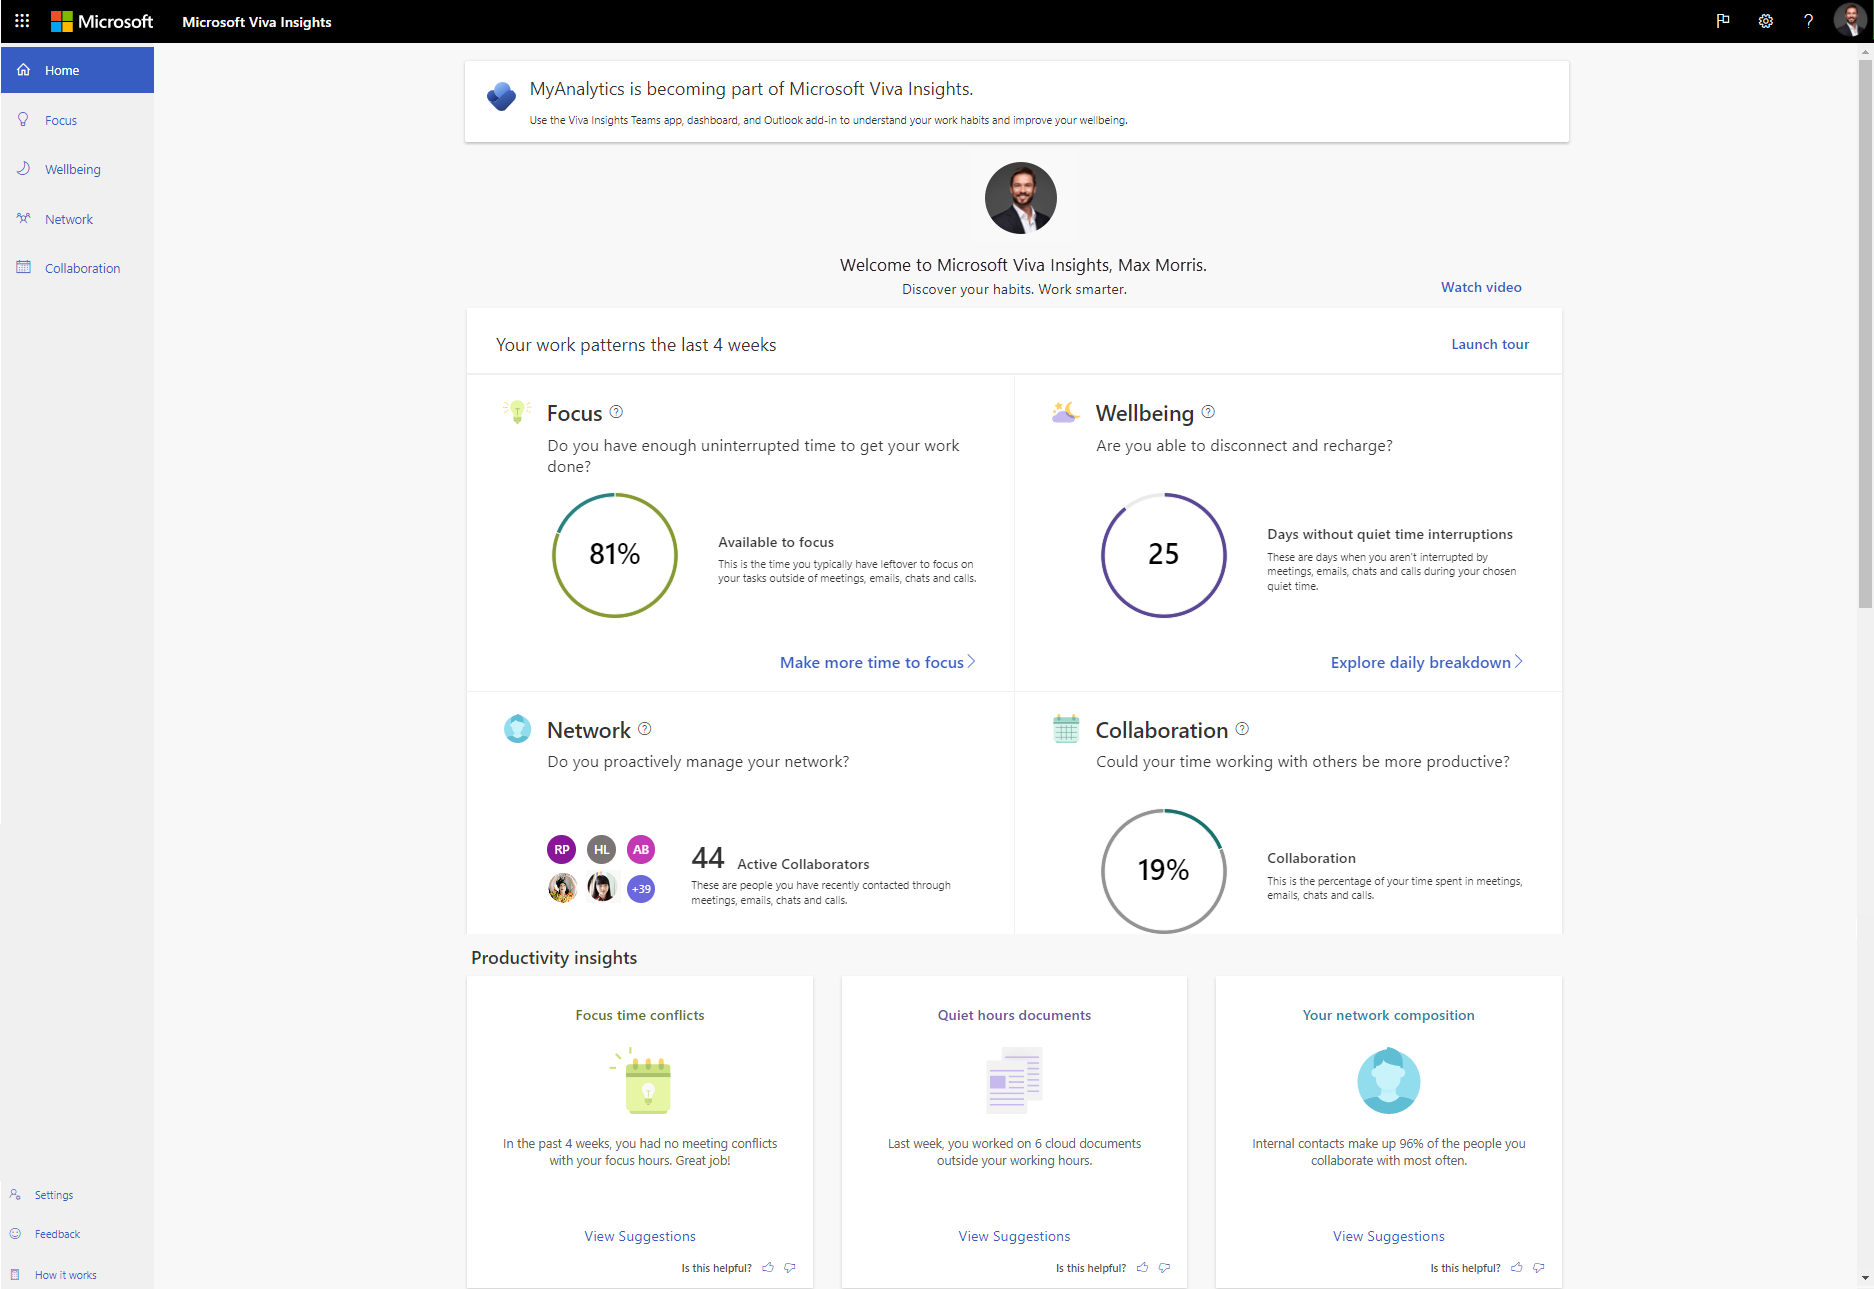 Microsoft
Microsoft Viva Insights
?
Home
Focus
Wellbeing
Network
Collaboration
Settings
Feedback
How it works
MyAnalytics is becoming part of Microsoft Viva Insights.
Use the Viva Insights Teams app, dashboard, and Outlook add-in to understand your work habits and improve your wellbeing.
Welcome to Microsoft Viva Insights, Max Morris.
Discover your habits. Work smarter.
Watch video
Your work patterns the last 4 weeks
Launch tour
Focus ?
Do you have enough uninterrupted time to get your work
done?
81%
Available to focus
This is the time you typically have leftover to focus on
your tasks outside of meetings, emails, chats and calls.
Make more time to focus
Wellbeing ?
Are you able to disconnect and recharge?
25
Days without quiet time interruptions
These are days when you aren't interrupted by
meetings, emails, chats and calls during your chosen
quiet time.
Explore daily breakdown
Network ?
Do you proactively manage your network?
RP HL AB
+39
44 Active Collaborators
These are people you have recently contacted through
meetings, emails, chats and calls.
Collaboration ?
Could your time working with others be more productive?
19%
Collaboration
This is the percentage of your time spent in meetings,
emails, chats and calls.
Productivity insights
Focus time conflicts
In the past 4 weeks, you had no meeting conflicts
with your focus hours. Great job!
View Suggestions
Is this helpful?
Quiet hours documents
Last week, you worked on 6 cloud documents
outside your working hours.
View Suggestions
Is this helpful?
Your network composition
Internal contacts make up 96% of the people you
collaborate with most often.
View Suggestions
Is this helpful?